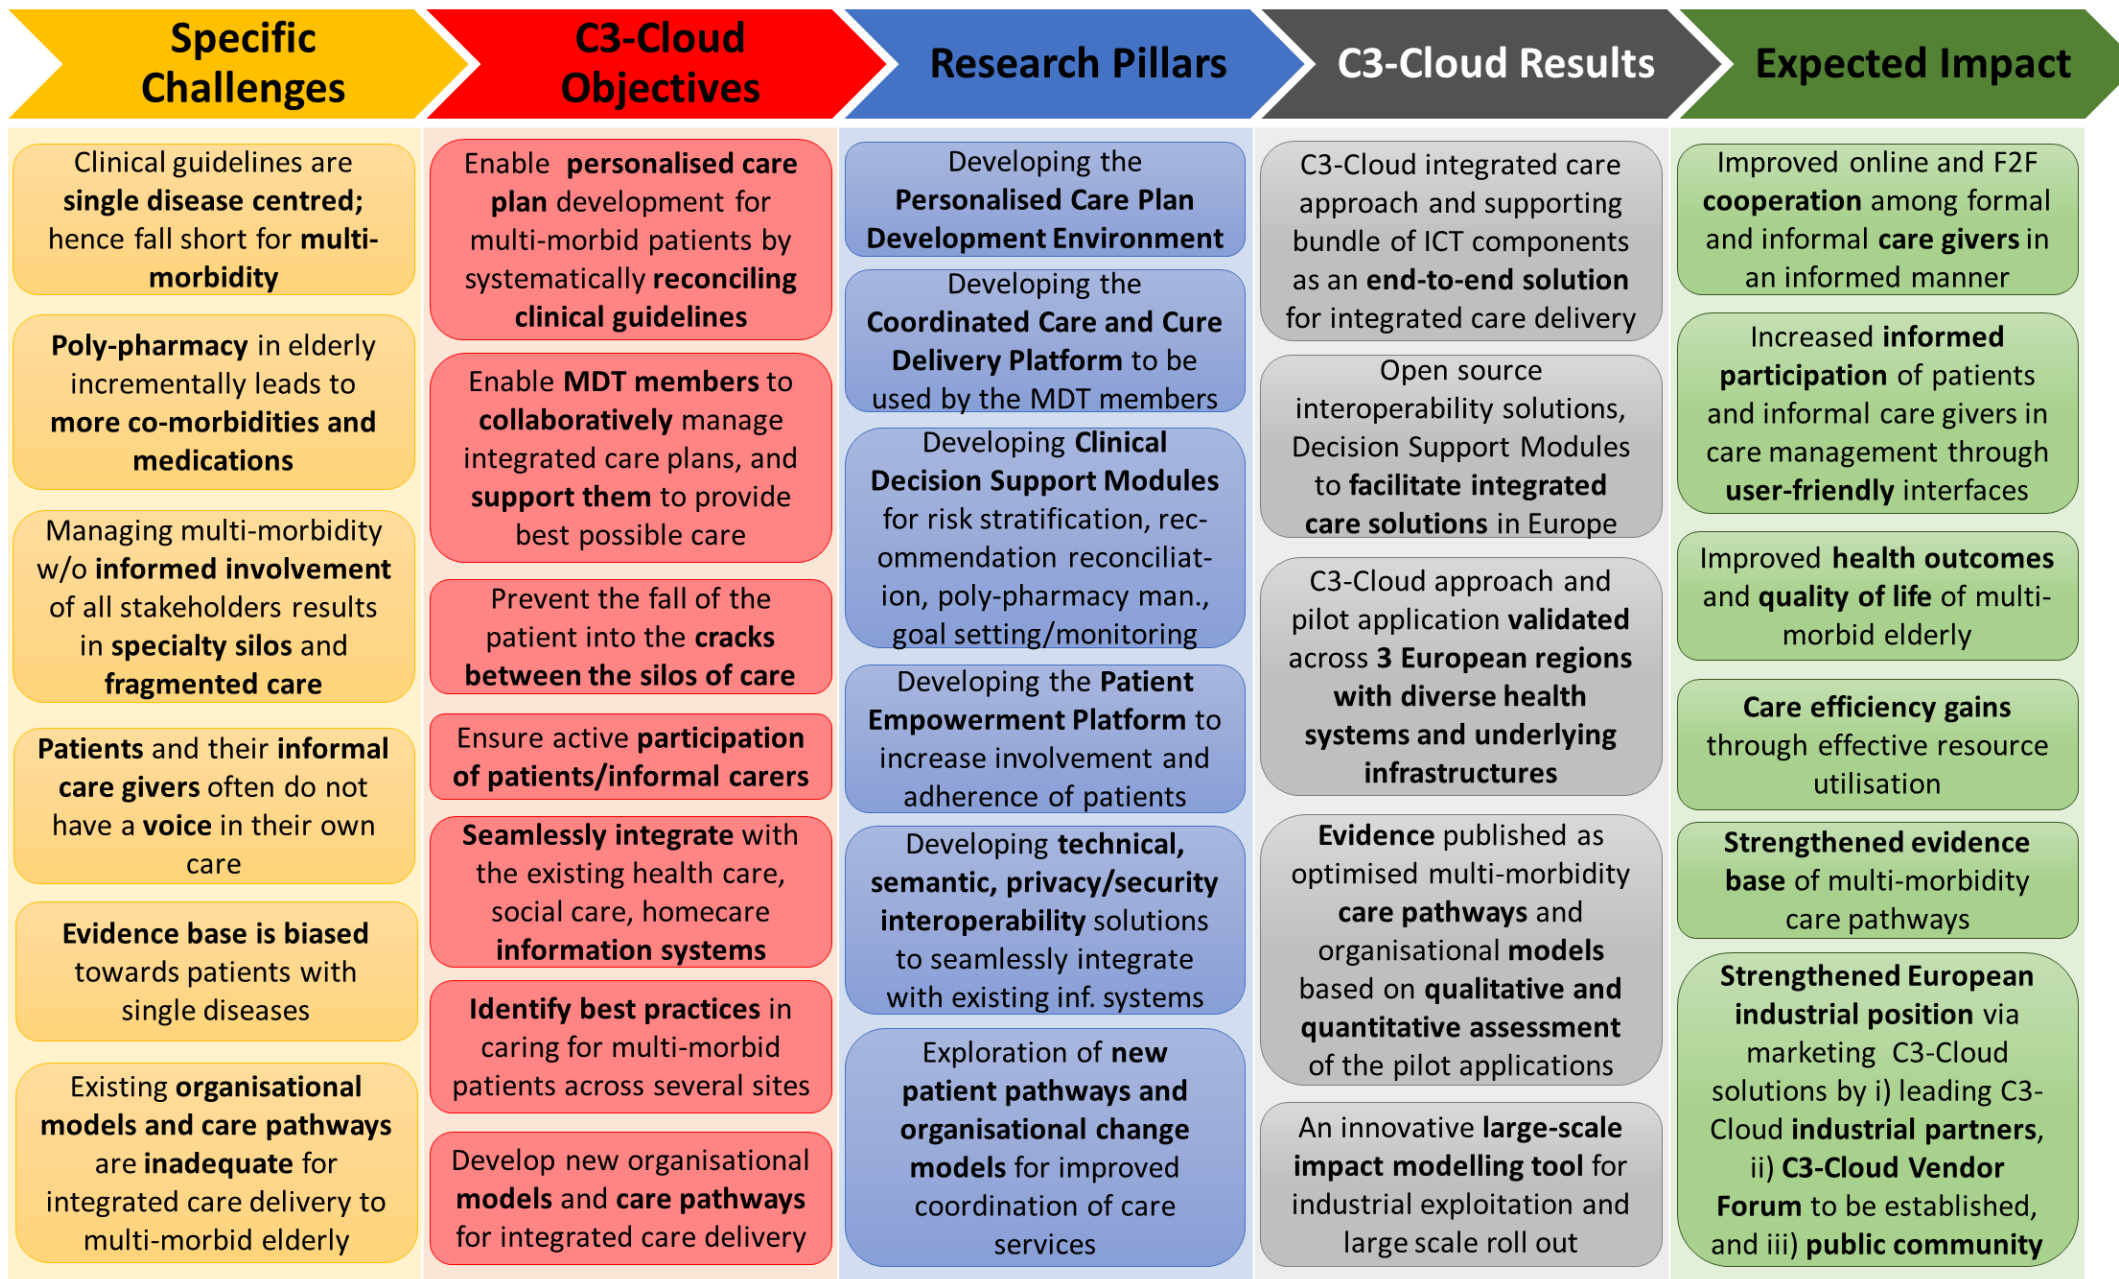 Specific
Challenges
C3-Cloud
Objectives
Research Pillars
C3-Cloud Results
Expected Impact
Clinical guidelines are
single disease centred;
hence fall short for multi-
morbidity
Poly-pharmacy in elderly
incrementally leads to
more co-morbidities and
medications
Managing multi-morbidity
w/o informed involvement
of all stakeholders results
in specialty silos and
fragmented care
Patients and their informal
care givers often do not
have a voice in their own
care
Evidence base is biased
towards patients with
single diseases
Existing organisational
models and care pathways
are inadequate for
integrated care delivery to
multi-morbid elderly
Enable personalised care
plan development for
multi-morbid patients by
systematically reconciling
clinical guidelines
Enable MDT members to
collaboratively manage
integrated care plans, and
support them to provide
best possible care
Prevent the fall of the
patient into the cracks
between the silos of care
Ensure active participation
of patients/informal carers
Seamlessly integrate with
the existing health care,
social care, homecare
information systems
Identify best practices in
caring for multi-morbid
patients across several sites
Develop new organisational
models and care pathways
for integrated care delivery
Developing the
Personalised Care Plan
Development Environment
Developing the
Coordinated Care and Cure
Delivery Platform to be
used by the MDT members
Developing Clinical
Decision Support Modules
for risk stratification, rec-
ommendation reconciliat-
ion, poly-pharmacy man.,
goal setting/monitoring
Developing the Patient
Empowerment Platform to
increase involvement and
adherence of patients
Developing technical,
semantic, privacy/security
interoperability solutions
to seamlessly integrate
with existing inf. systems
Exploration of new
patient pathways and
organisational change
models for improved
coordination of care
services
C3-Cloud integrated care
approach and supporting
bundle of ICT components
as an end-to-end solution
for integrated care delivery
Open source
interoperability solutions,
Decision Support Modules
to facilitate integrated
care solutions in Europe
C3-Cloud approach and
pilot application validated
across 3 European regions
with diverse health
systems and underlying
infrastructures
Evidence published as
optimised multi-morbidity
care pathways and
organisational models
based on qualitative and
quantitative assessment
of the pilot applications
An innovative large-scale
impact modelling tool for
industrial exploitation and
large scale roll out
Improved online and F2F
cooperation among formal
and informal care givers in
an informed manner
Increased informed
participation of patients
and informal care givers in
care management through
user-friendly interfaces
Improved health outcomes
and quality of life of multi-
morbid elderly
Care efficiency gains
through effective resource
utilisation
Strengthened evidence
base of multi-morbidity
care pathways
Strengthened European
industrial position via
marketing C3-Cloud
solutions by i) leading C3-
Cloud industrial partners,
ii) C3-Cloud Vendor
Forum to be established,
and iii) public community